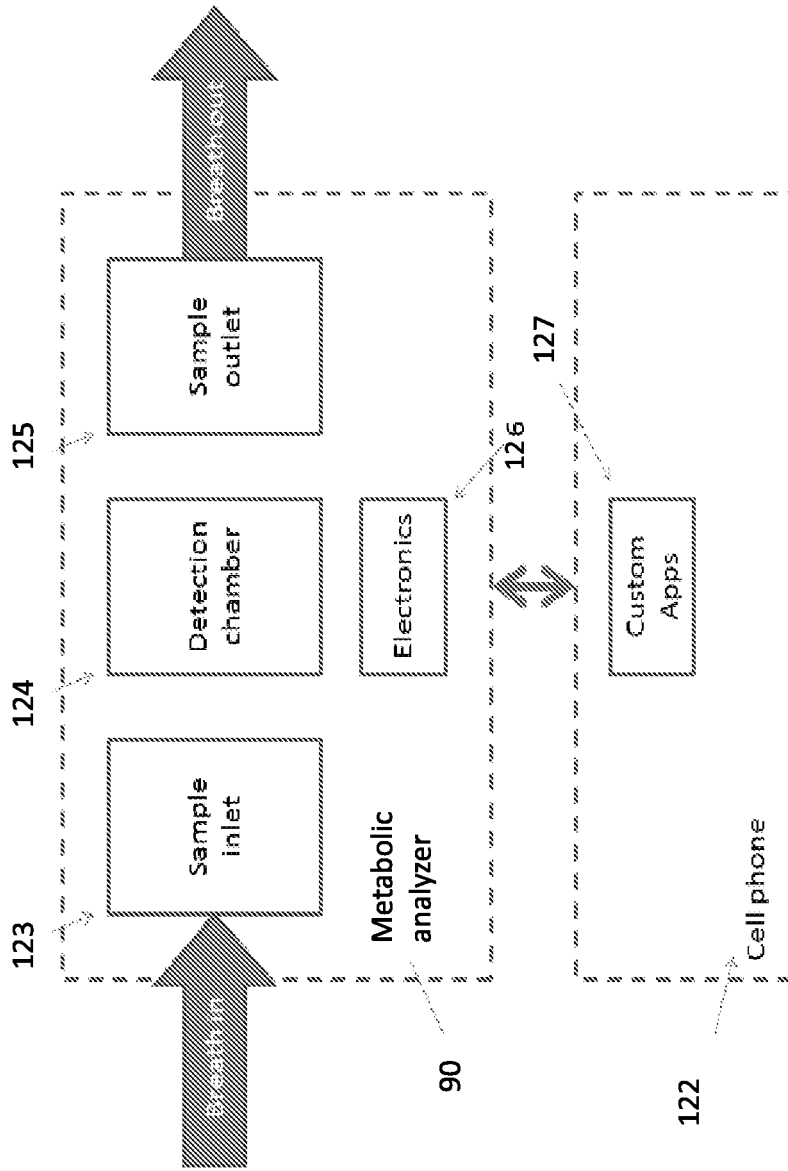 123
124
125
Breath in
Sample
inlet
Detection
chamber
Sample
outlet
Breath out
Metabolic
analyzer
Electronics
126
90
127
Custom
Apps
Cell phone
122